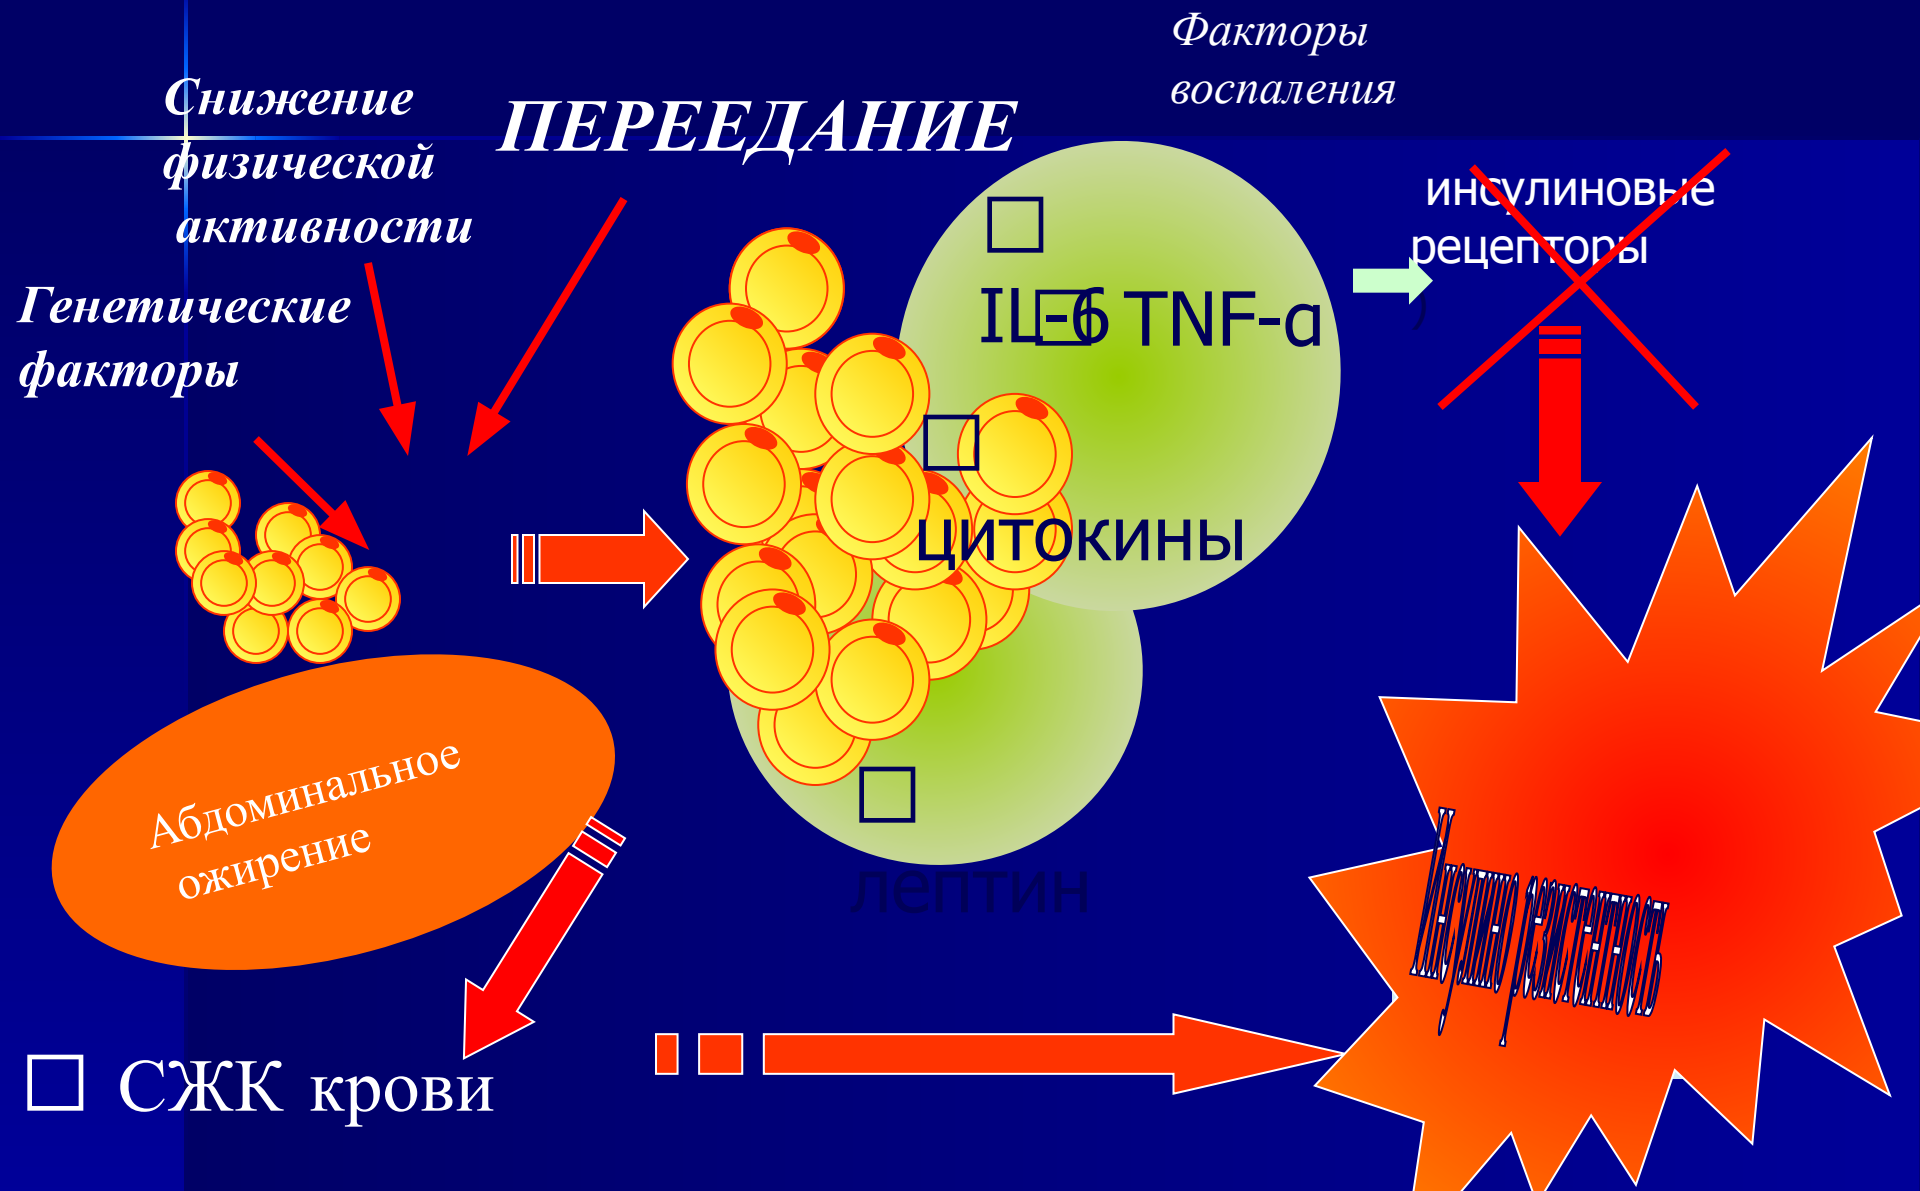 Факторы
воспаления
Снижение
физической
активности
ПЕРЕЕДАНИЕ
инсулиновые
рецепторы
)
Генетические
факторы
IL-6 TNF-α
цитокины
Абдоминальное
ожирение
лептин
СЖК крови